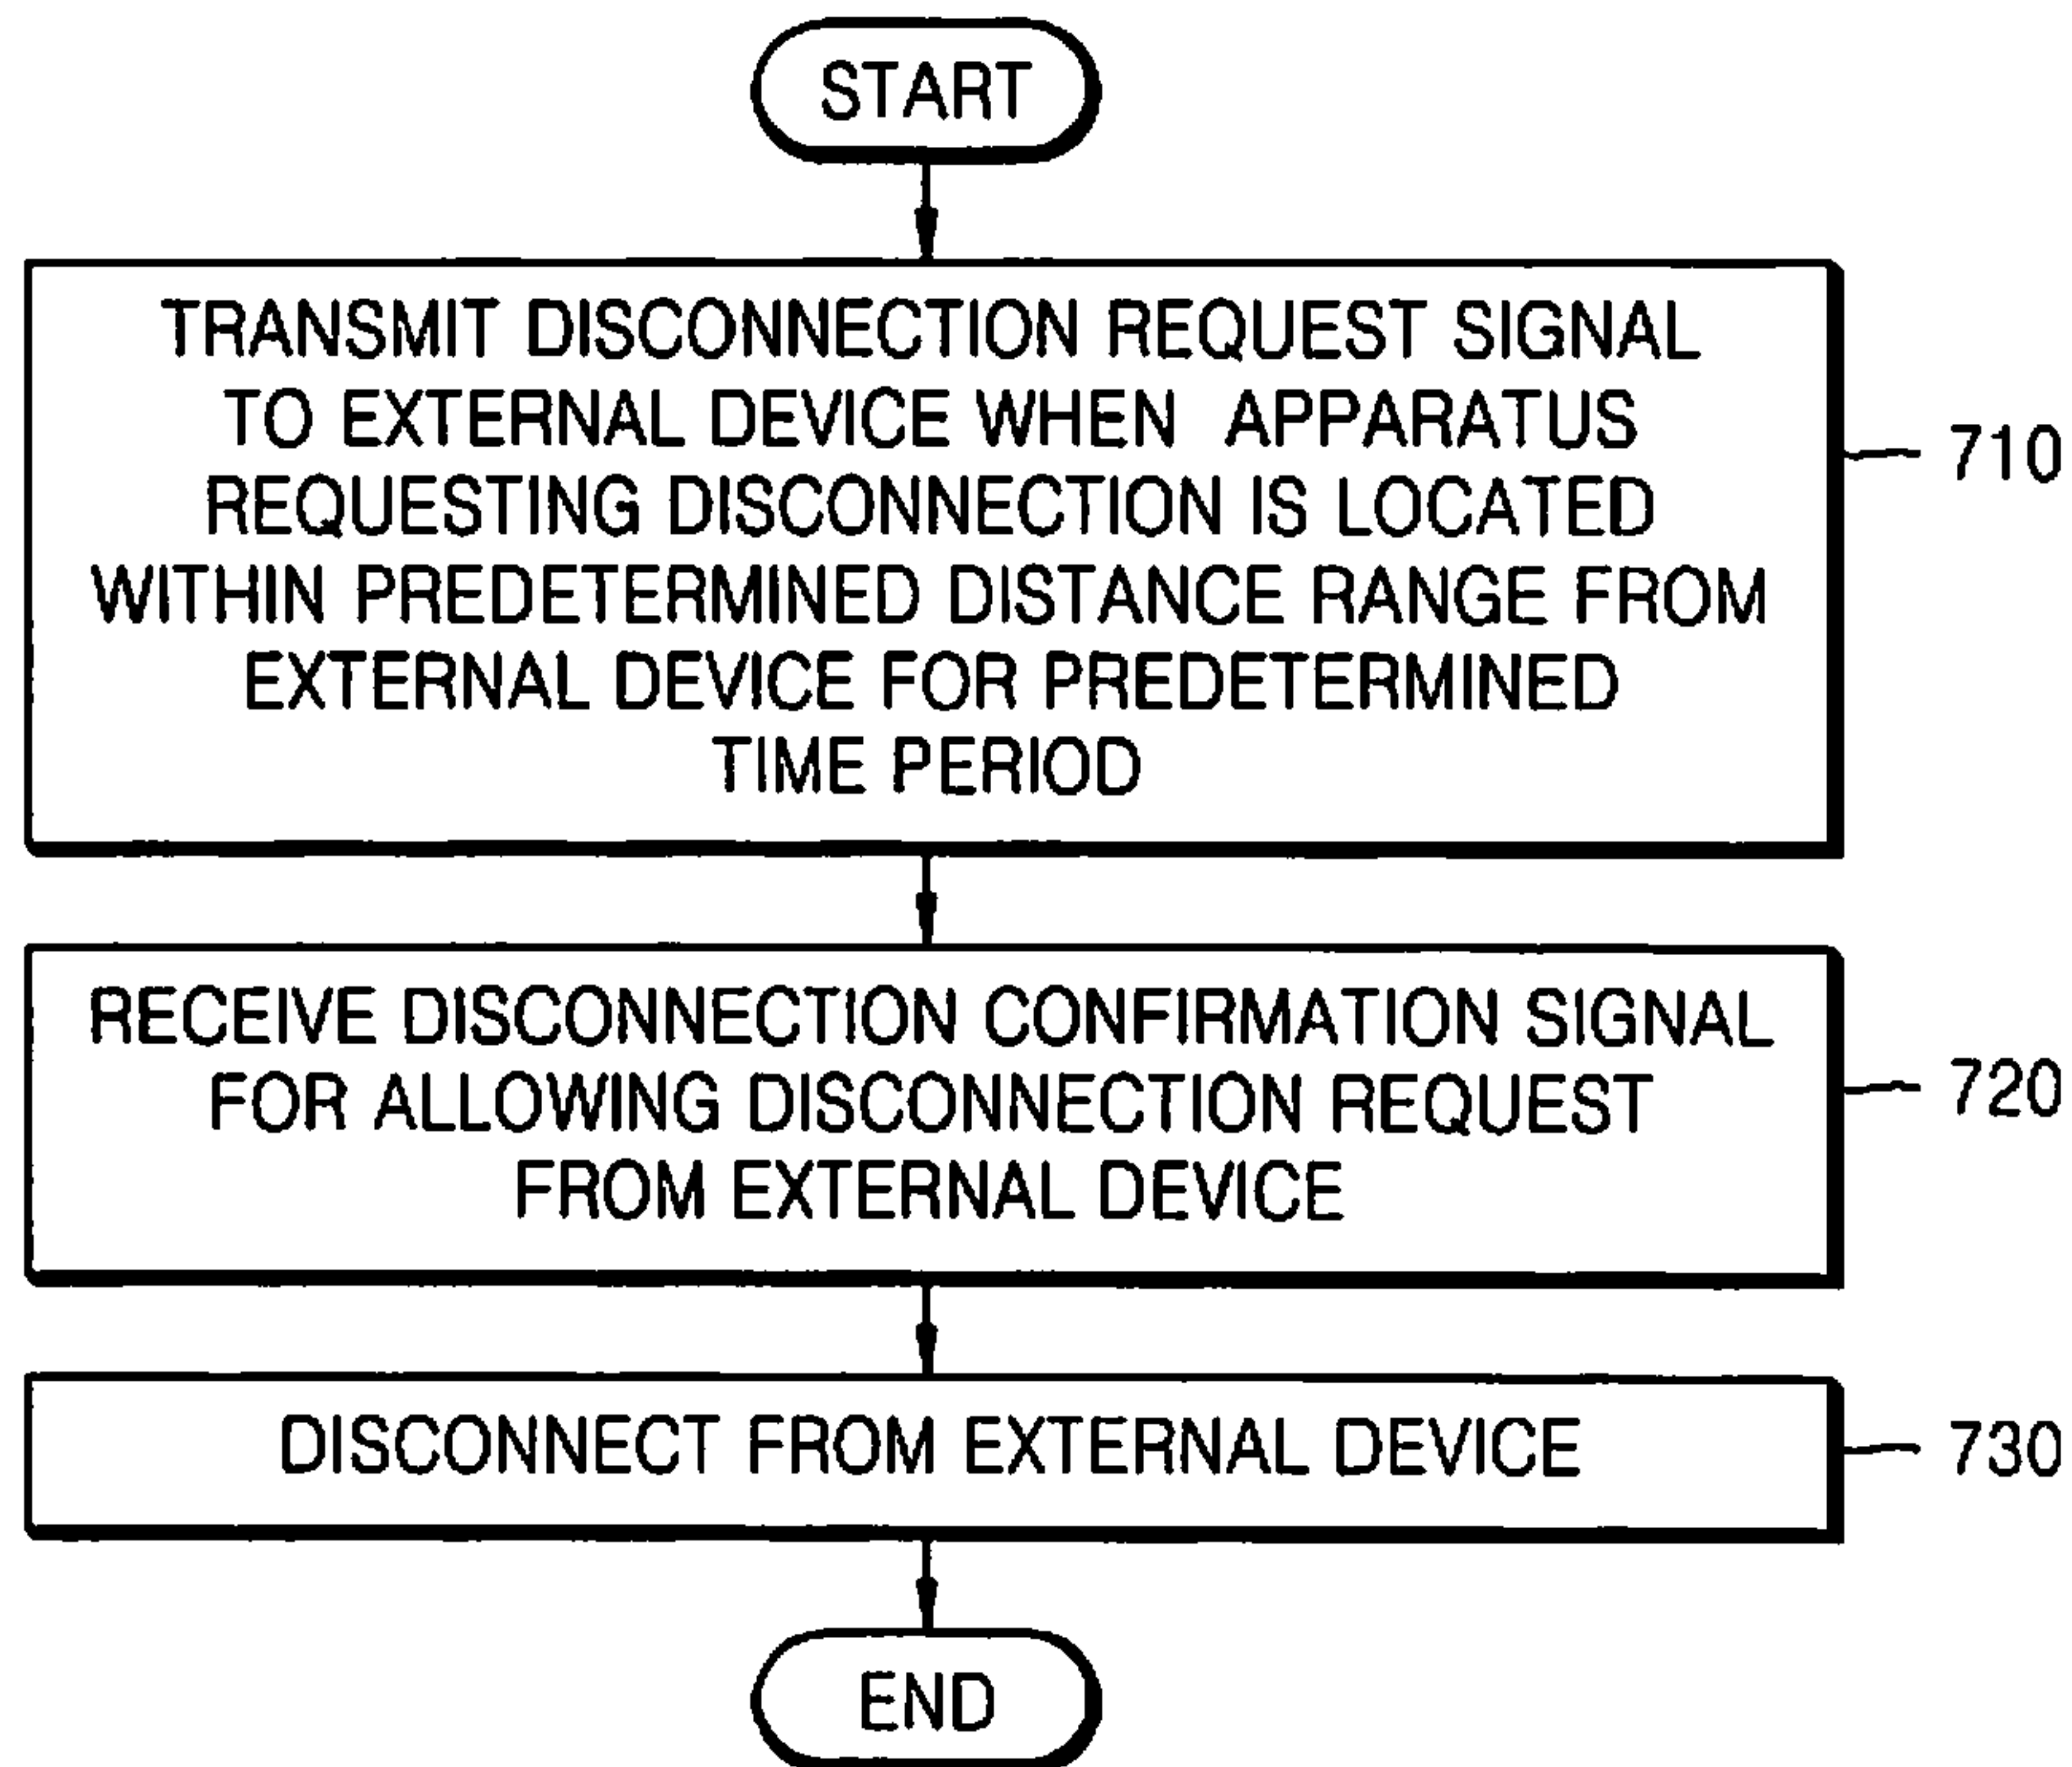 START
TRANSMIT DISCONNECTION REQUEST SIGNAL
TO EXTERNAL DEVICE WHEN APPARATUS
REQUESTING DISCONNECTION IS LOCATED
WITHIN PREDETERMINED DISTANCE RANGE FROM
EXTERNAL DEVICE FOR PREDETERMINED
TIME PERIOD
710
RECEIVE DISCONNECTION CONFIRMATION SIGNAL
FOR ALLOWING DISCONNECTION REQUEST
FROM EXTERNAL DEVICE
720
DISCONNECT FROM EXTERNAL DEVICE
730
END